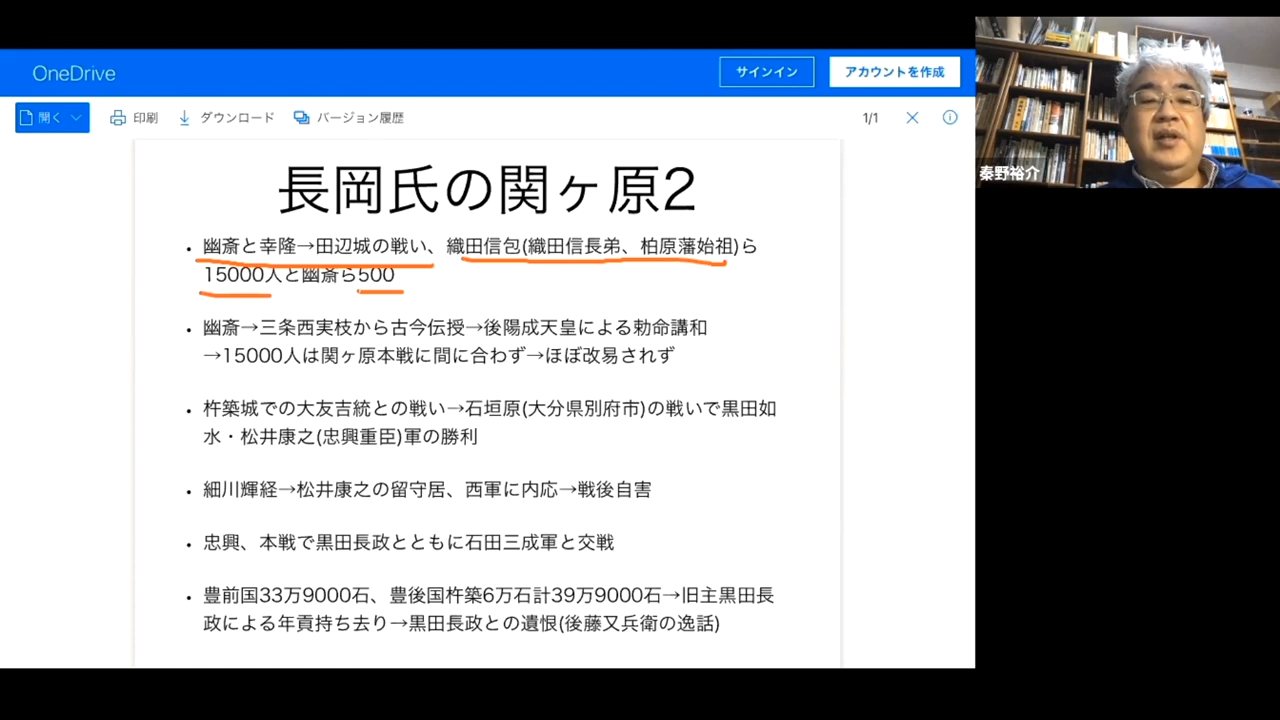 OneDrive
サインイン
アカウントを作成
開く
印刷
ダウンロード
バージョン履歴
1/1
長岡氏の関ヶ原2
• 幽斎と幸隆→田辺城の戦い、織田信包(織田信長弟、柏原藩始祖)ら
15000人と幽斎ら500
• 幽斎→三条西実枝から古今伝授→後陽成天皇による勅命講和
→15000人は関ヶ原本戦に間に合わず→ほぼ改易されず
• 杵築城での大友吉統との戦い→石垣原(大分県別府市)の戦いで黒田如
水・松井康之(忠興重臣)軍の勝利
• 細川輝経→松井康之の留守居、西軍に内応→戦後自害
• 忠興、本戦で黒田長政とともに石田三成軍と交戦
• 豊前国33万9000石、豊後国杵築6万石計39万9000石→旧主黒田長
政による年貢持ち去り→黒田長政との遺恨(後藤又兵衛の逸話)
秦野裕介